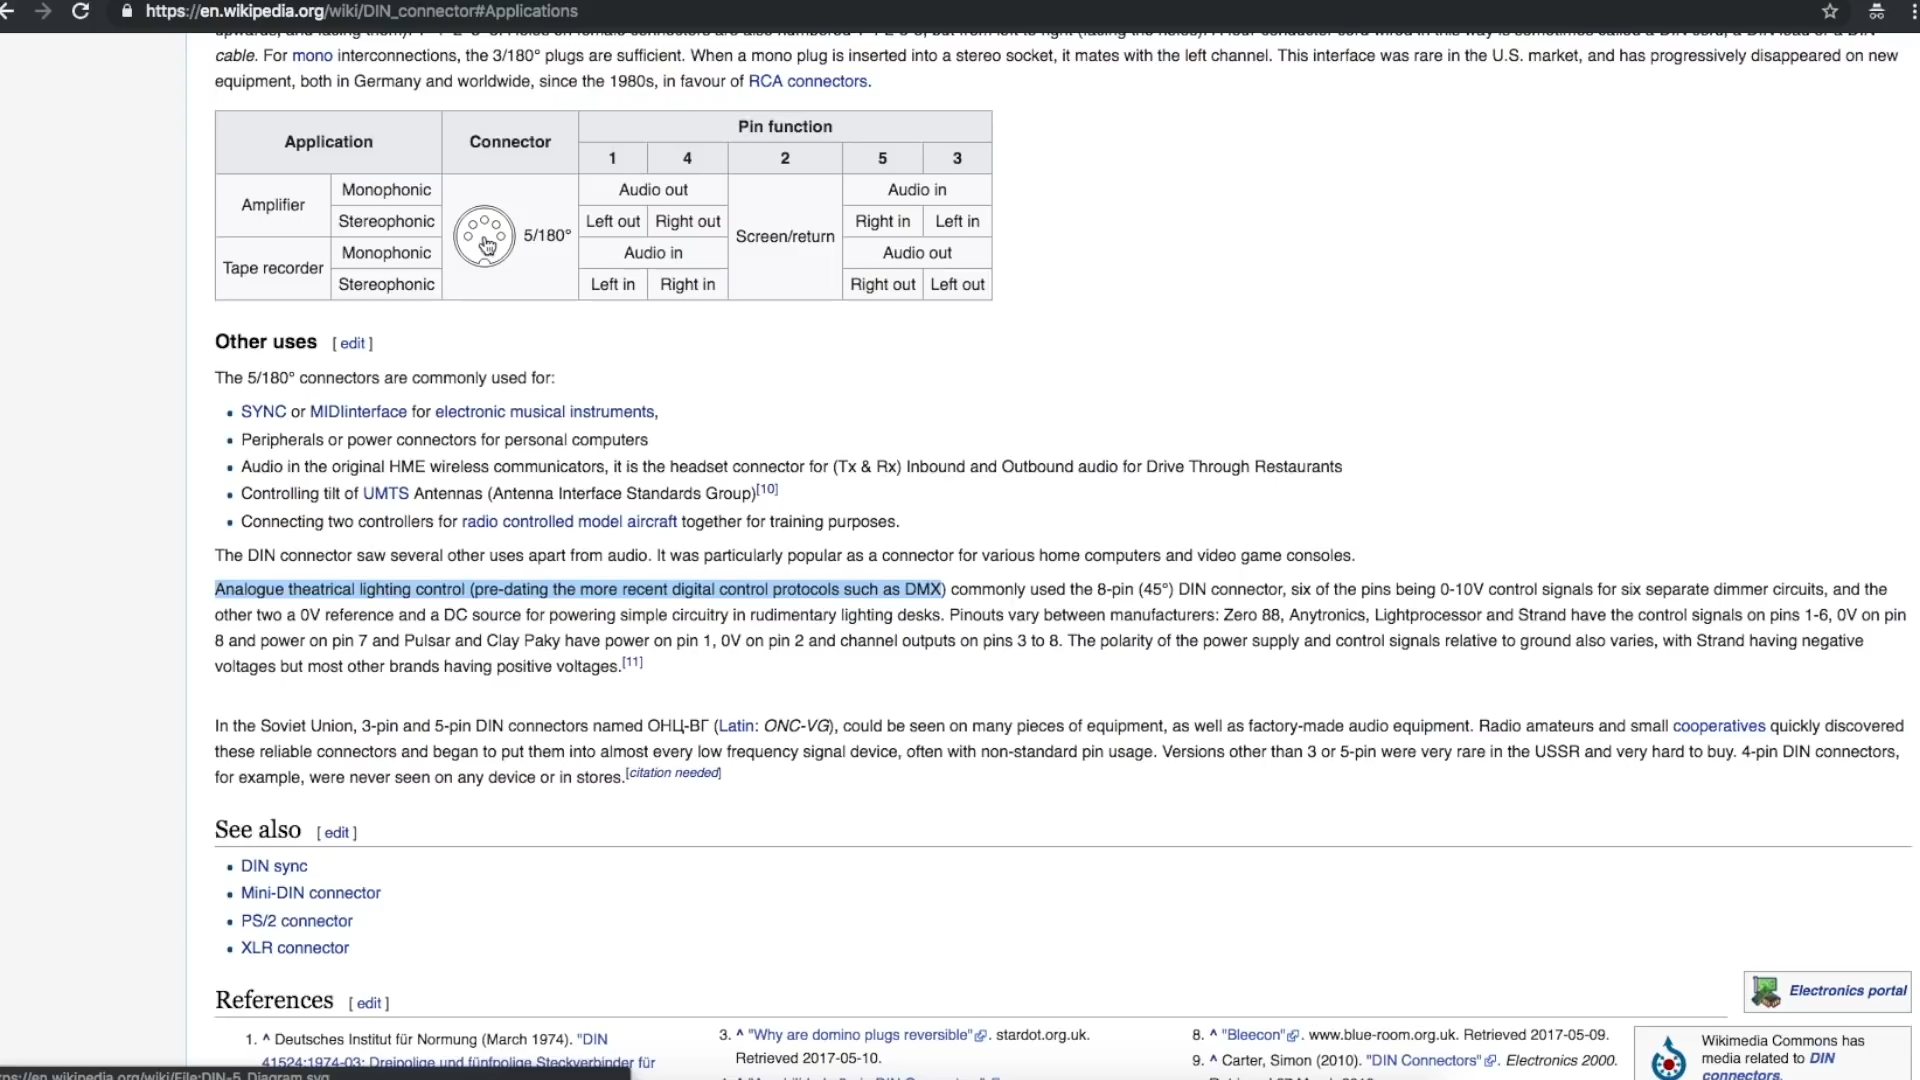 https://en.wikipedia.org/wiki/DIN_connector#Applications
cable. For mono interconnections, the 3/180° plugs are sufficient. When a mono plug is inserted into a stereo socket, it mates with the left channel. This interface was rare in the U.S. market, and has progressively disappeared on new
equipment, both in Germany and worldwide, since the 1980s, in favour of RCA connectors.
Application Connector Pin function
1 4 2 5 3
Amplifier Monophonic 5/180° Audio out Screen/return Audio in
Stereophonic Left out Right out Right in Left in
Tape recorder Monophonic Audio in Audio out
Stereophonic Left in Right in Right out Left out
Other uses [ edit ]
The 5/180° connectors are commonly used for:
SYNC or MIDIinterface for electronic musical instruments,
Peripherals or power connectors for personal computers
Audio in the original HME wireless communicators, it is the headset connector for (Tx & Rx) Inbound and Outbound audio for Drive Through Restaurants
Controlling tilt of UMTS Antennas (Antenna Interface Standards Group)[10]
Connecting two controllers for radio controlled model aircraft together for training purposes.
The DIN connector saw several other uses apart from audio. It was particularly popular as a connector for various home computers and video game consoles.
Analogue theatrical lighting control (pre-dating the more recent digital control protocols such as DMX) commonly used the 8-pin (45°) DIN connector, six of the pins being 0-10V control signals for six separate dimmer circuits, and the
other two a 0V reference and a DC source for powering simple circuitry in rudimentary lighting desks. Pinouts vary between manufacturers: Zero 88, Anytronics, Lightprocessor and Strand have the control signals on pins 1-6, 0V on pin
8 and power on pin 7 and Pulsar and Clay Paky have power on pin 1, 0V on pin 2 and channel outputs on pins 3 to 8. The polarity of the power supply and control signals relative to ground also varies, with Strand having negative
voltages but most other brands having positive voltages.[11]
In the Soviet Union, 3-pin and 5-pin DIN connectors named ОНЦ-ВГ (Latin: ONC-VG), could be seen on many pieces of equipment, as well as factory-made audio equipment. Radio amateurs and small cooperatives quickly discovered
these reliable connectors and began to put them into almost every low frequency signal device, often with non-standard pin usage. Versions other than 3 or 5-pin were very rare in the USSR and very hard to buy. 4-pin DIN connectors,
for example, were never seen on any device or in stores.[citation needed]
See also [ edit ]
DIN sync
Mini-DIN connector
PS/2 connector
XLR connector
Electronics portal
References [ edit ]
1. ^ Deutsches Institut für Normung (March 1974). "DIN
41524:1974-03: Dreipolige und fünfpolige Steckverbinder für
3. ^ "Why are domino plugs reversible". stardot.org.uk.
Retrieved 2017-05-10.
8. ^ "Bleecon". www.blue-room.org.uk. Retrieved 2017-05-09.
9. ^ Carter, Simon (2010). "DIN Connectors". Electronics 2000.
Wikimedia Commons has
media related to DIN
connectors.